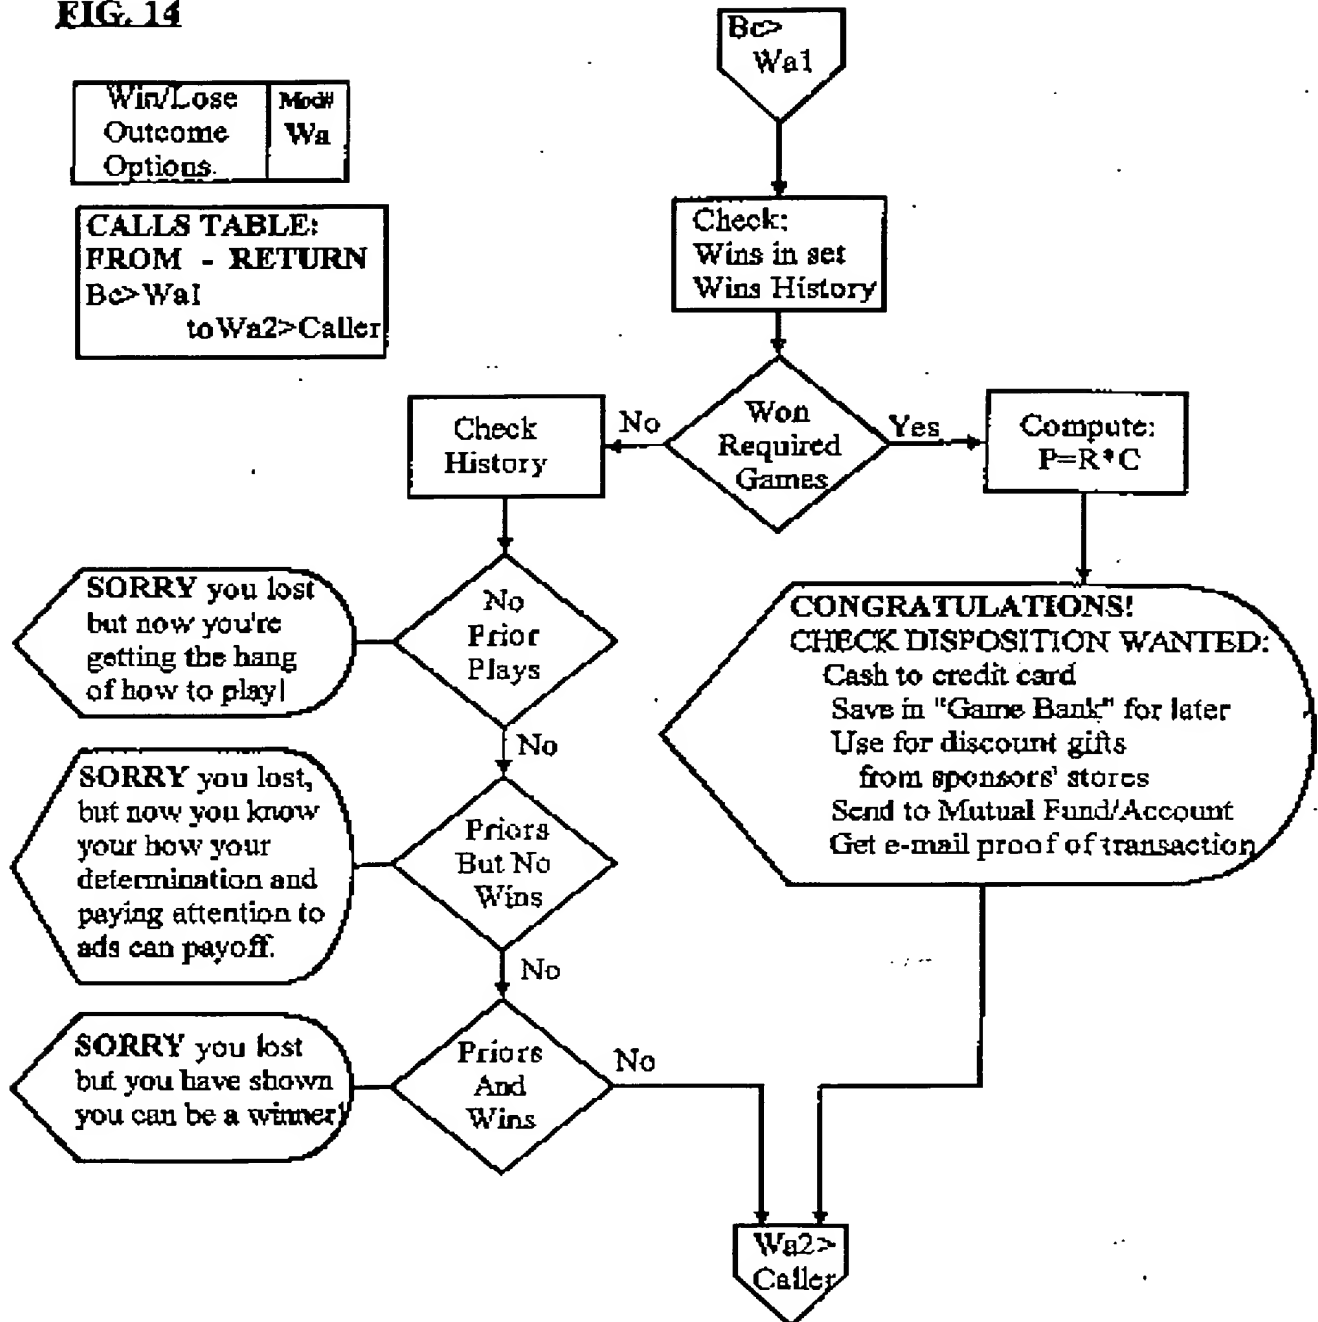 FIG. 14
Win/Lose
Outcome
Options.
Mod#
Wa
CALLS TABLE:
FROM - RETURN
Bc>Wa1
to Wa2>Caller
Bc>
Wa1
Check:
Wins in set
Wins History
Won
Required
Games
No
Yes
Check
History
Compute:
P=R*C
No
Prior
Plays
SORRY you lost
but now you're
getting the hang
of how to play!
No
Priors
But No
Wins
SORRY you lost,
but now you know
your how your
determination and
paying attention to
ads can payoff.
No
Priors
And
Wins
SORRY you lost
but you have shown
you can be a winner!
No
CONGRATULATIONS!
CHECK DISPOSITION WANTED:
Cash to credit card
Save in "Game Bank" for later
Use for discount gifts
from sponsors' stores
Send to Mutual Fund/Account
Get e-mail proof of transaction
Wa2>
Caller